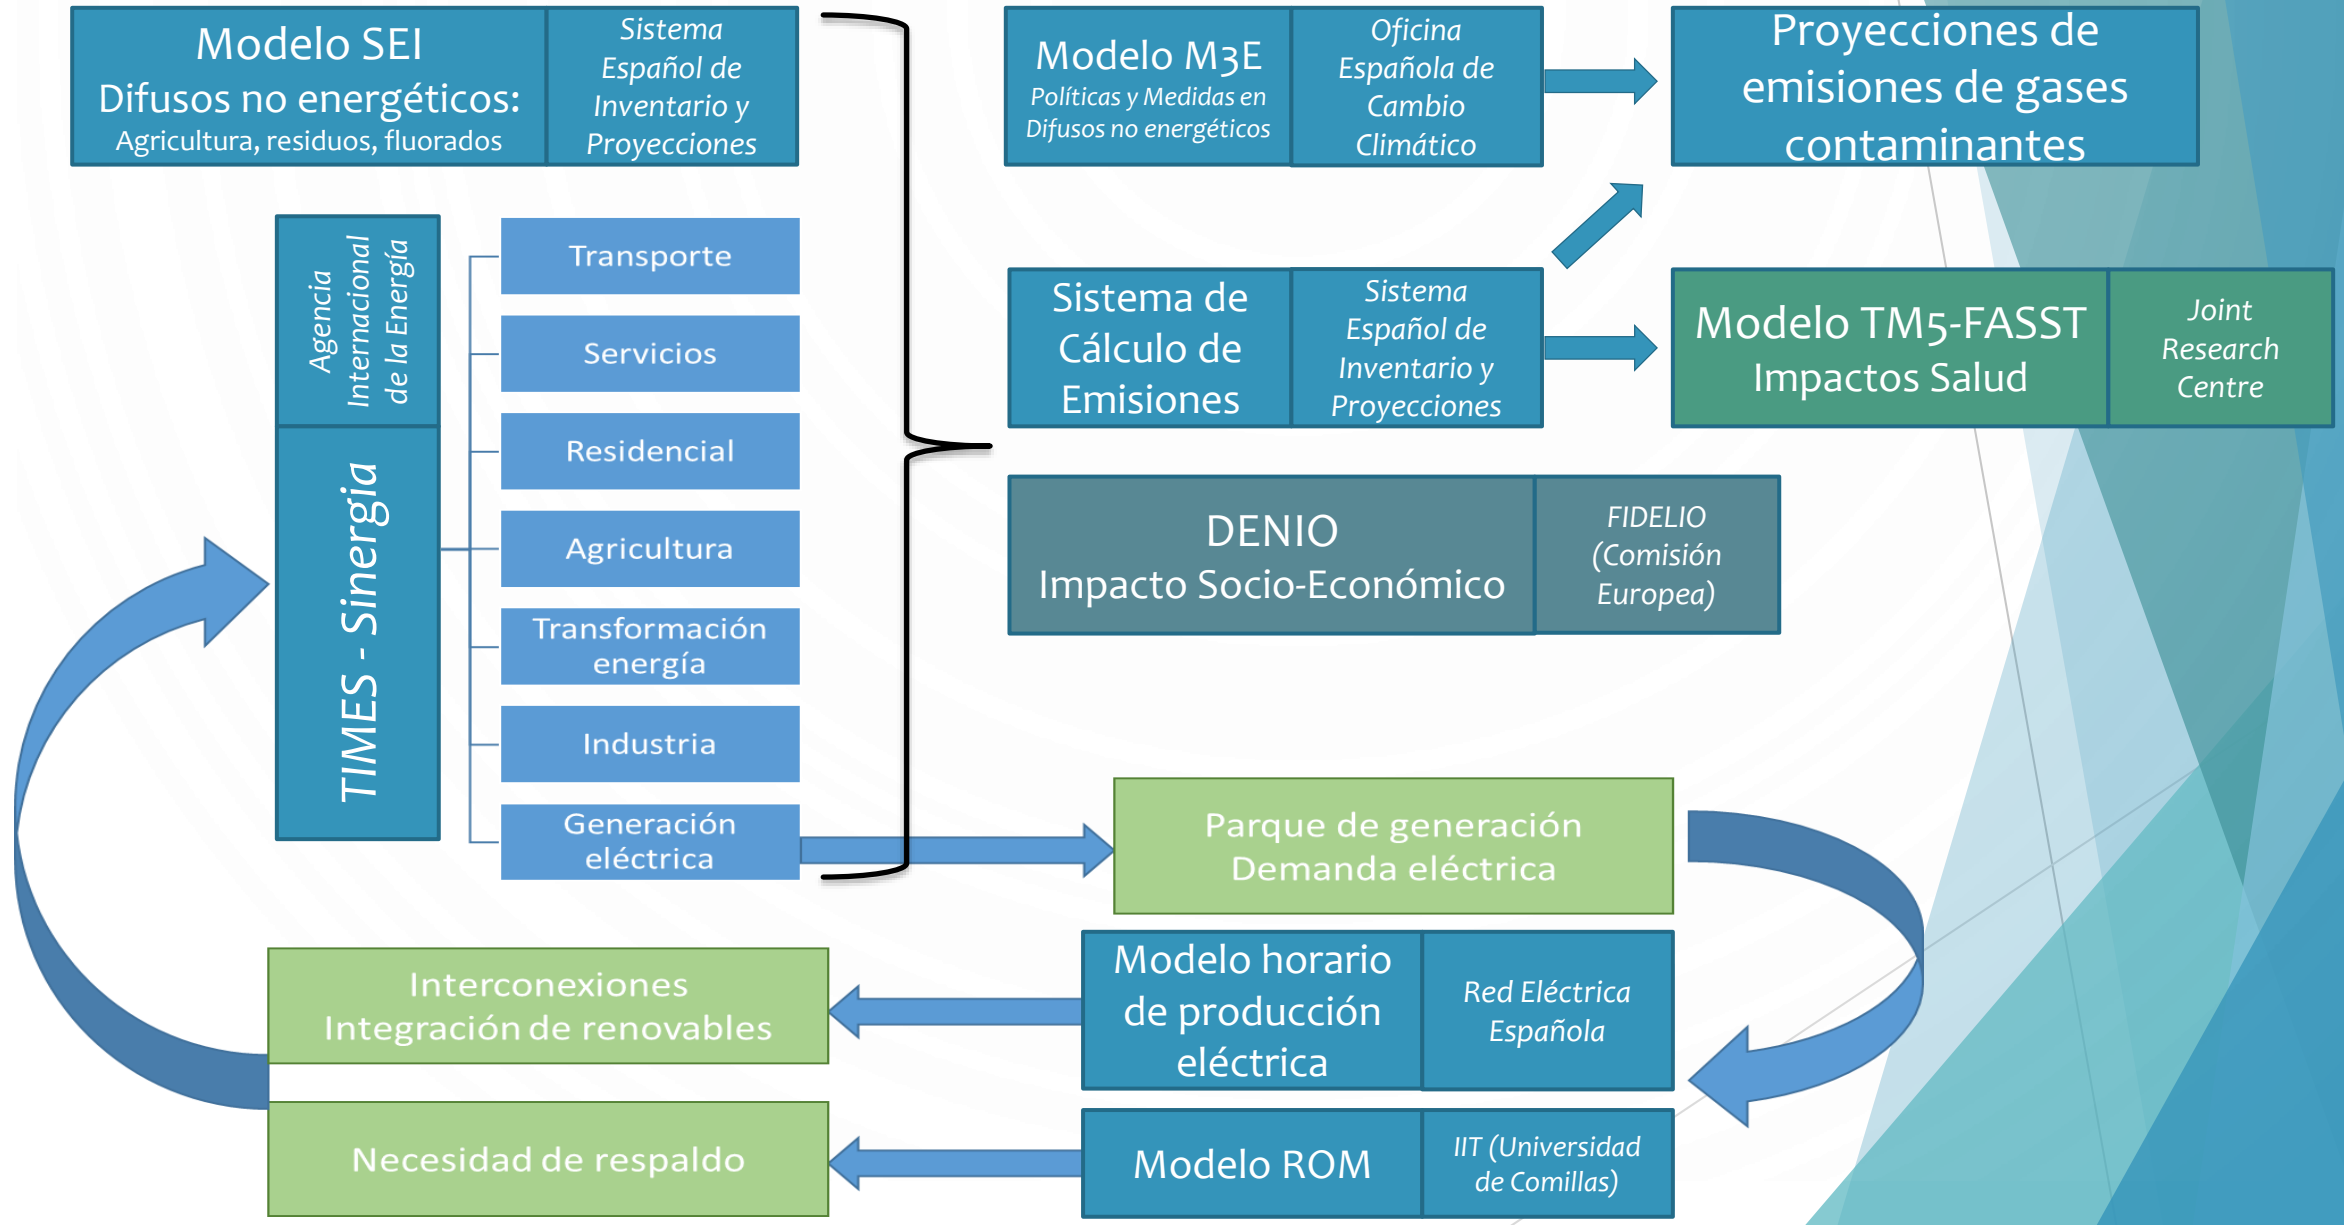 Modelo SEI
Difusos no energéticos:
Agricultura, residuos, fluorados
Sistema
Español de
Inventario y
Proyecciones
Modelo M3E
Políticas y Medidas en
Difusos no energéticos
Oficina
Española de
Cambio
Climático
Proyecciones de
emisiones de gases
contaminantes
Agencia
Internacional
de la Energía
TIMES - Sinergia
Transporte
Servicios
Residencial
Agricultura
Transformación
energía
Industria
Generación
eléctrica
Sistema de
Cálculo de
Emisiones
Sistema
Español de
Inventario y
Proyecciones
Modelo TM5-FASST
Impactos Salud
Joint
Research
Centre
DENIO
Impacto Socio-Económico
FIDELIO
(Comisión
Europea)
Parque de generación
Demanda eléctrica
Interconexiones
Integración de renovables
Modelo horario
de producción
eléctrica
Red Eléctrica
Española
Necesidad de respaldo
Modelo ROM
IIT (Universidad
de Comillas)